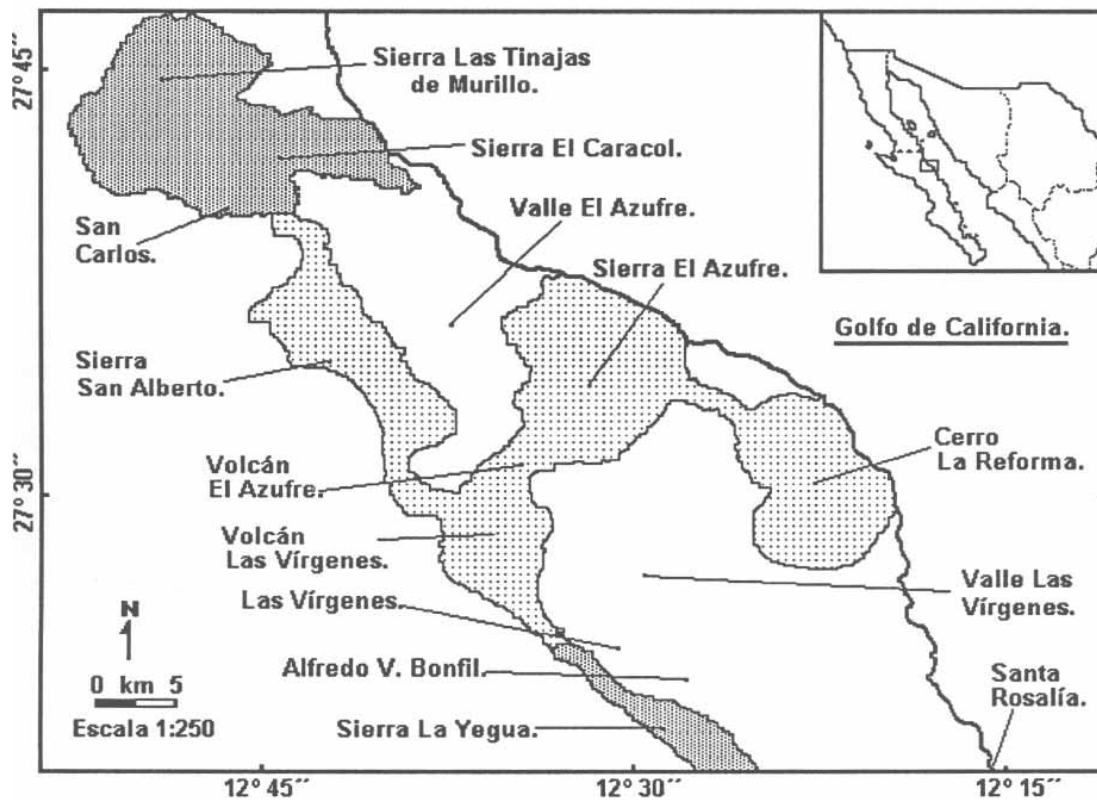 27° 45´´
Sierra Las Tinajas
de Murillo.
Sierra El Caracol.
San
Carlos.
Valle El Azufre.
Sierra El Azufre.
Golfo de California.
Sierra
San Alberto.
Volcán
El Azufre.
Cerro
La Reforma.
27° 30´´
Volcán
Las Vírgenes.
Las Vírgenes.
Valle Las
Vírgenes.
N
Alfredo V. Bonfil.
0 km 5
Escala 1:250
Sierra La Yegua.
Santa
Rosalía.
12° 45´´
12° 30´´
12° 15´´